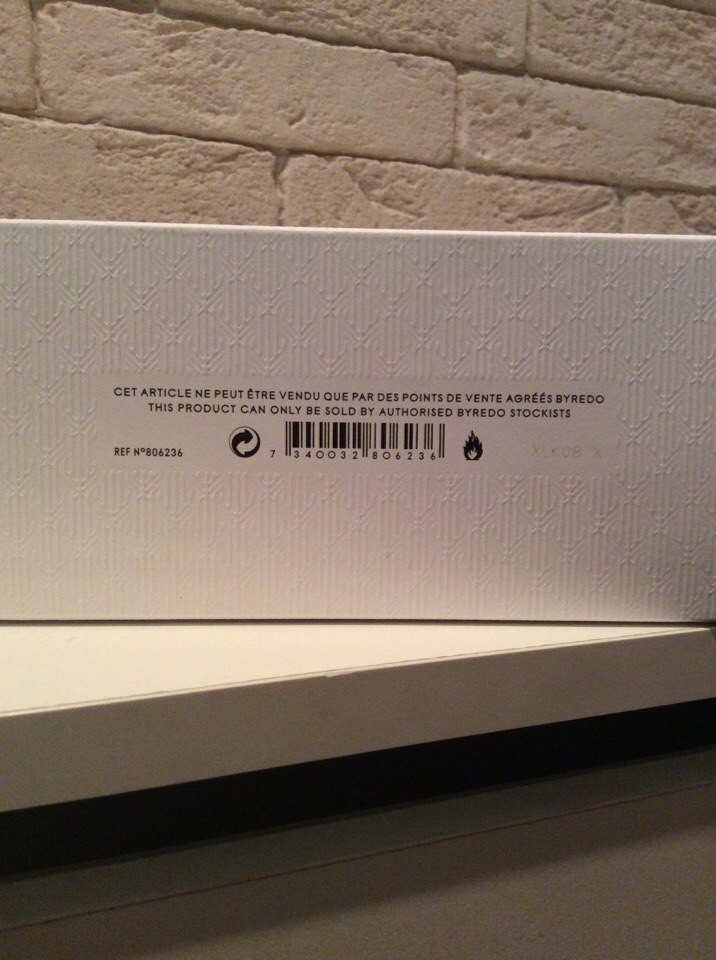 CET ARTICLE NE PEUT ÊTRE VENDU QUE PAR DES POINTS DE VENTE AGRÉÉS BYREDO
THIS PRODUCT CAN ONLY BE SOLD BY AUTHORISED BYREDO STOCKISTS
REF Nº806236
7 340032 806236